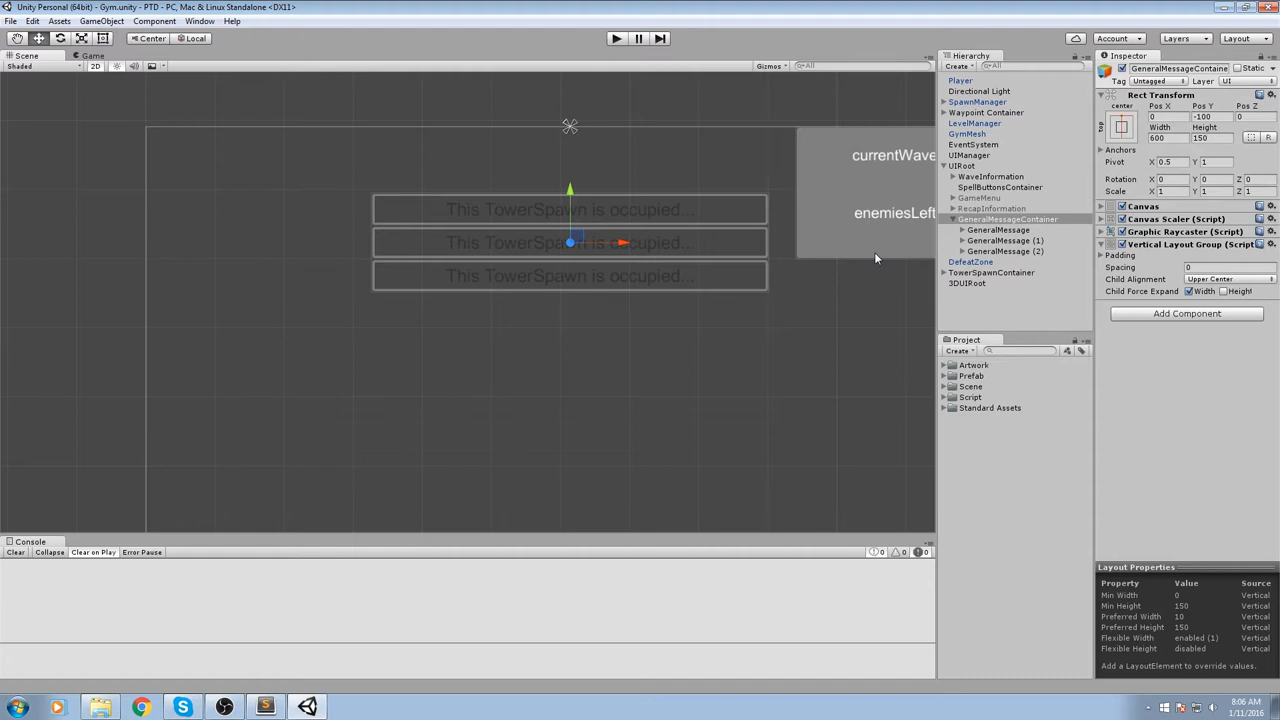 Unity Personal (64bit) - Gym.unity - PTD - PC, Mac & Linux Standalone <DX11>
File Edit Assets GameObject Component Window Help
Center Local Account Layers Layout
Scene Game
Shaded 2D Gizmos All
This TowerSpawn is occupied...
This TowerSpawn is occupied...
This TowerSpawn is occupied...
currentWave
enemiesLeft
Hierarchy
Create All
Player
Directional Light
SpawnManager
Waypoint Container
LevelManager
GymMesh
EventSystem
UIManager
UIRoot
WaveInformation
SpellButtonsContainer
GameMenu
RecapInformation
GeneralMessageContainer
GeneralMessage
GeneralMessage (1)
GeneralMessage (2)
DefeatZone
TowerSpawnContainer
3DUIRoot
Project
Create
Artwork
Prefab
Scene
Script
Standard Assets
Inspector
GeneralMessageContaine Static
Tag Untagged Layer UI
Rect Transform
center Pos X Pos Y Pos Z
top 0 -100 0
Width Height
600 150 R
Anchors
Pivot X 0.5 Y 1
Rotation X 0 Y 0 Z 0
Scale X 1 Y 1 Z 1
Canvas
Canvas Scaler (Script)
Graphic Raycaster (Script)
Vertical Layout Group (Script
Padding
Spacing 0
Child Alignment Upper Center
Child Force Expand Width Height
Add Component
Layout Properties
Property Value Source
Min Width 0 Vertical
Min Height 150 Vertical
Preferred Width 10 Vertical
Preferred Height 150 Vertical
Flexible Width enabled (1) Vertical
Flexible Height disabled Vertical
Add a LayoutElement to override values.
Console
Clear Collapse Clear on Play Error Pause 0 0 0
8:06 AM
1/11/2016